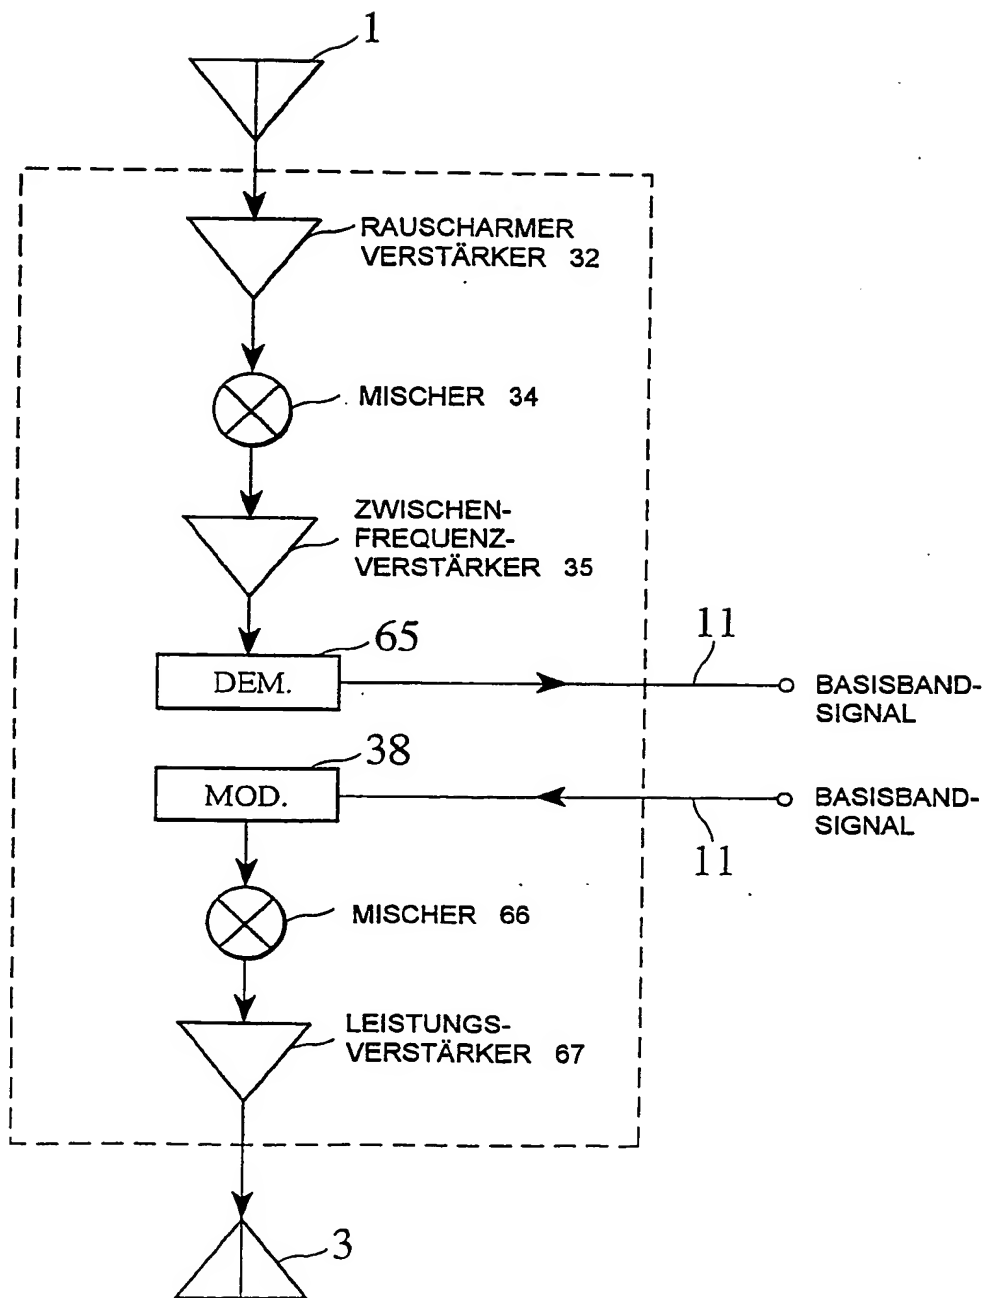 1
RAUSCHARMER
VERSTÄRKER 32
MISCHER 34
ZWISCHEN-
FREQUENZ-
VERSTÄRKER 35
65
DEM.
11
BASISBAND-
SIGNAL
38
MOD.
BASISBAND-
SIGNAL
11
MISCHER 66
LEISTUNGS-
VERSTÄRKER 67
3